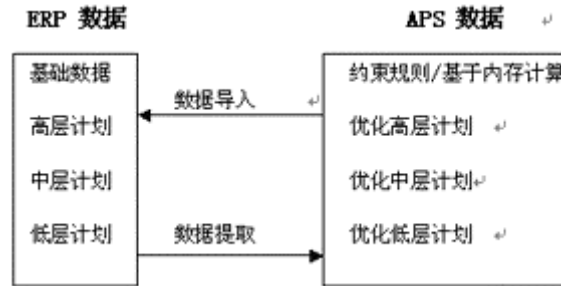 ERP 数据
APS 数据
基础数据
高层计划
中层计划
低层计划
数据导入
数据提取
约束规则/基于内存计算
优化高层计划
优化中层计划
优化低层计划